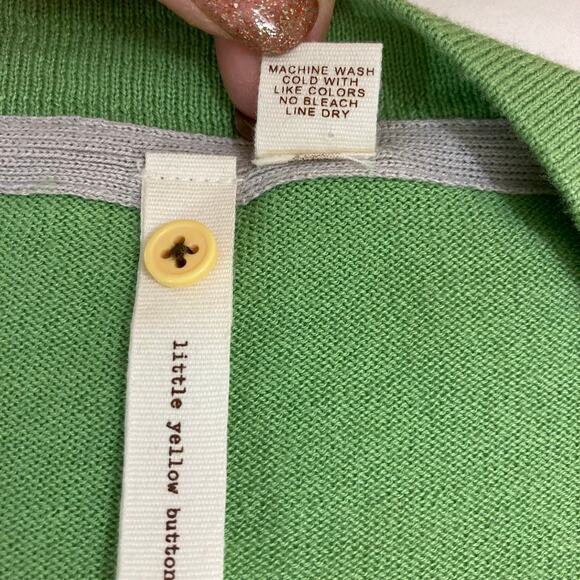 MACHINE WASH
COLD WITH
LIKE COLORS
NO BLEACH
LINE DRY
little yellow button